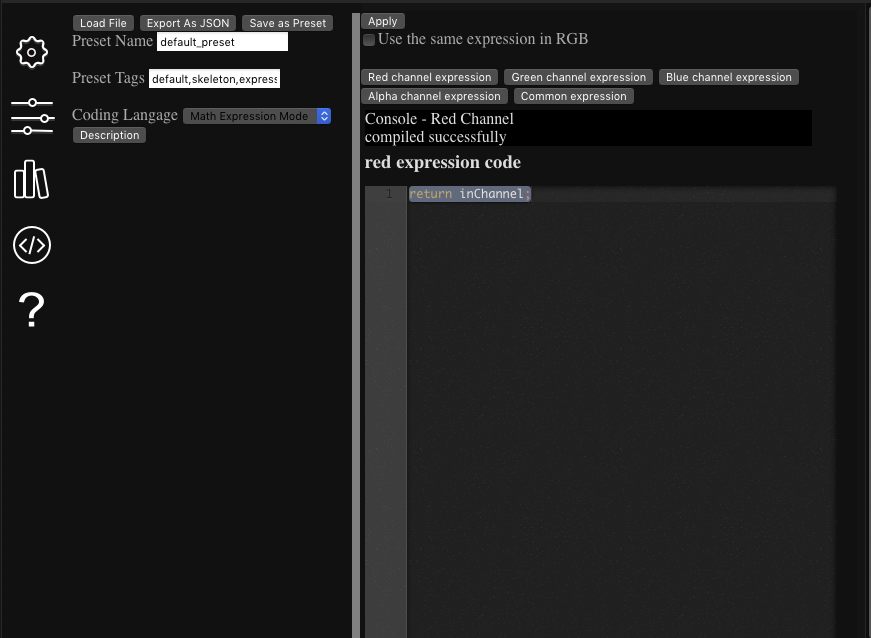 Load File Export As JSON Save as Preset
Preset Name default_preset
Preset Tags default,skeleton,express
Coding Langage Math Expression Mode
Description
?
Apply
Use the same expression in RGB
Red channel expression Green channel expression Blue channel expression
Alpha channel expression Common expression
Console - Red Channel
compiled successfully
red expression code
1 return inChannel;